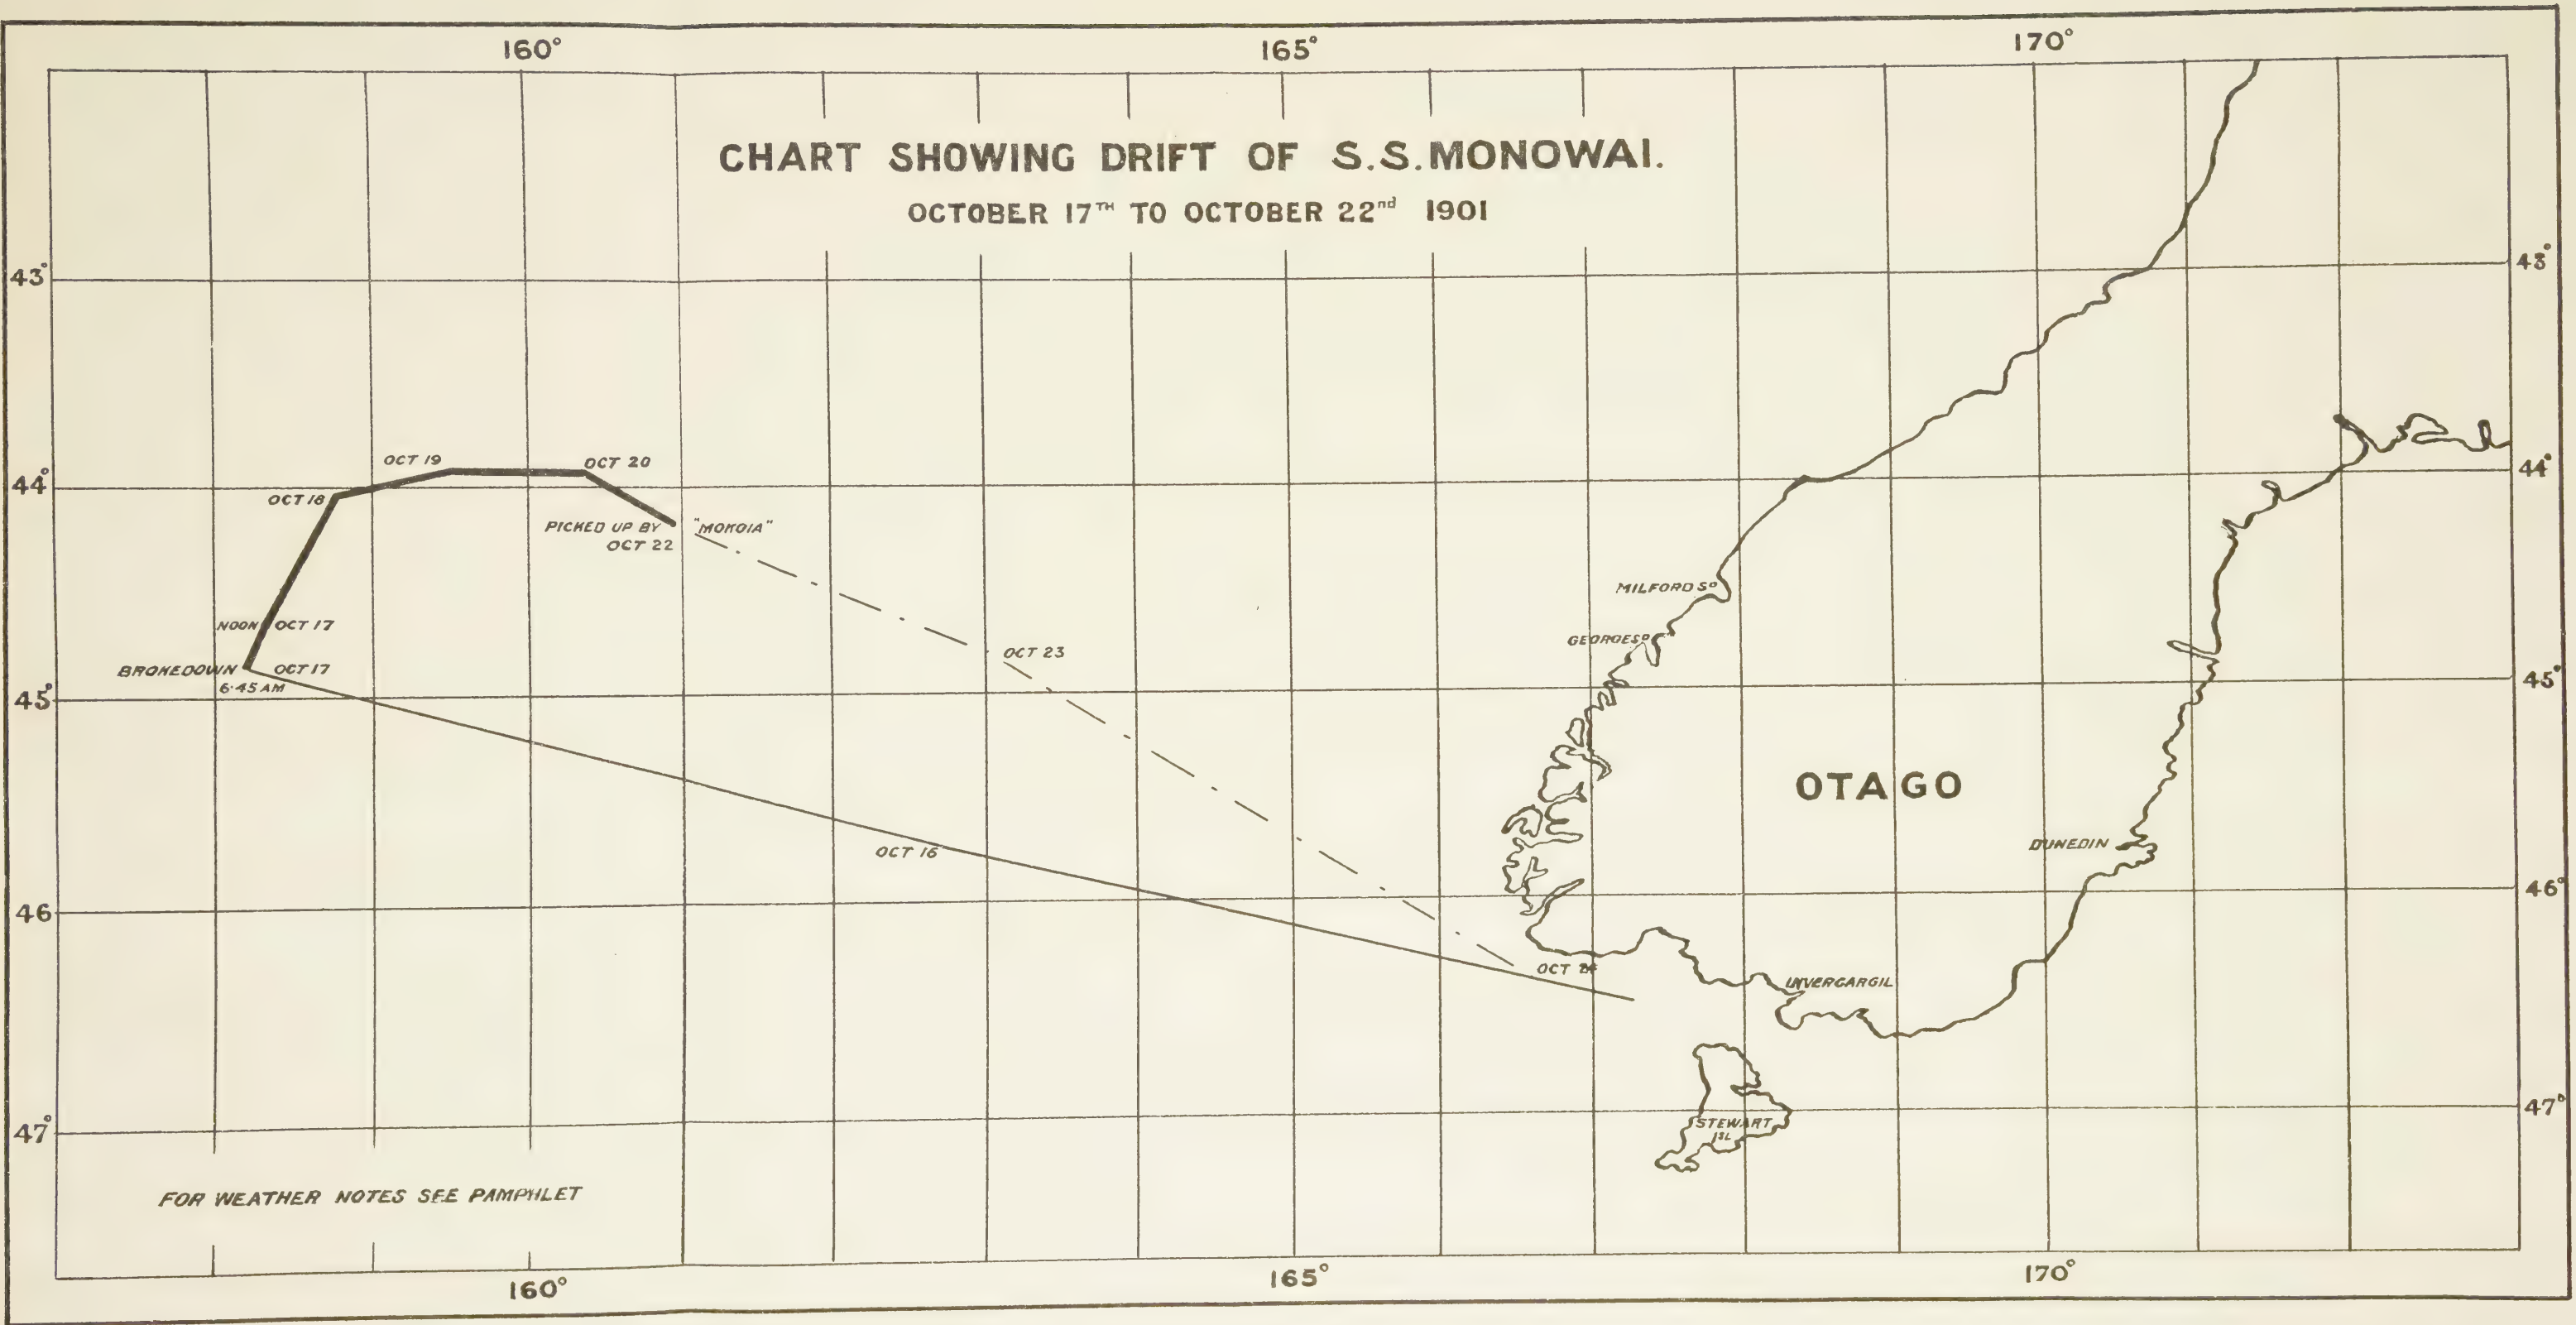 160° 165° 170°
CHART SHOWING DRIFT OF S.S. MONOWAI.
OCTOBER 17TH TO OCTOBER 22nd 1901
43° 43°
OCT 19 OCT 20
44° 44°
OCT 18
PICKED UP BY "MOKOIA"
OCT 22
MILFORD SD
NOON OCT 17
GEORGE SD
OCT 23
BROKEDOWN OCT 17
6·45 AM
45° 45°
OTAGO
DUNEDIN
OCT 16
46° 46°
OCT 24
INVERCARGIL
47° 47°
STEWART
ISL
FOR WEATHER NOTES SEE PAMPHLET
160° 165° 170°